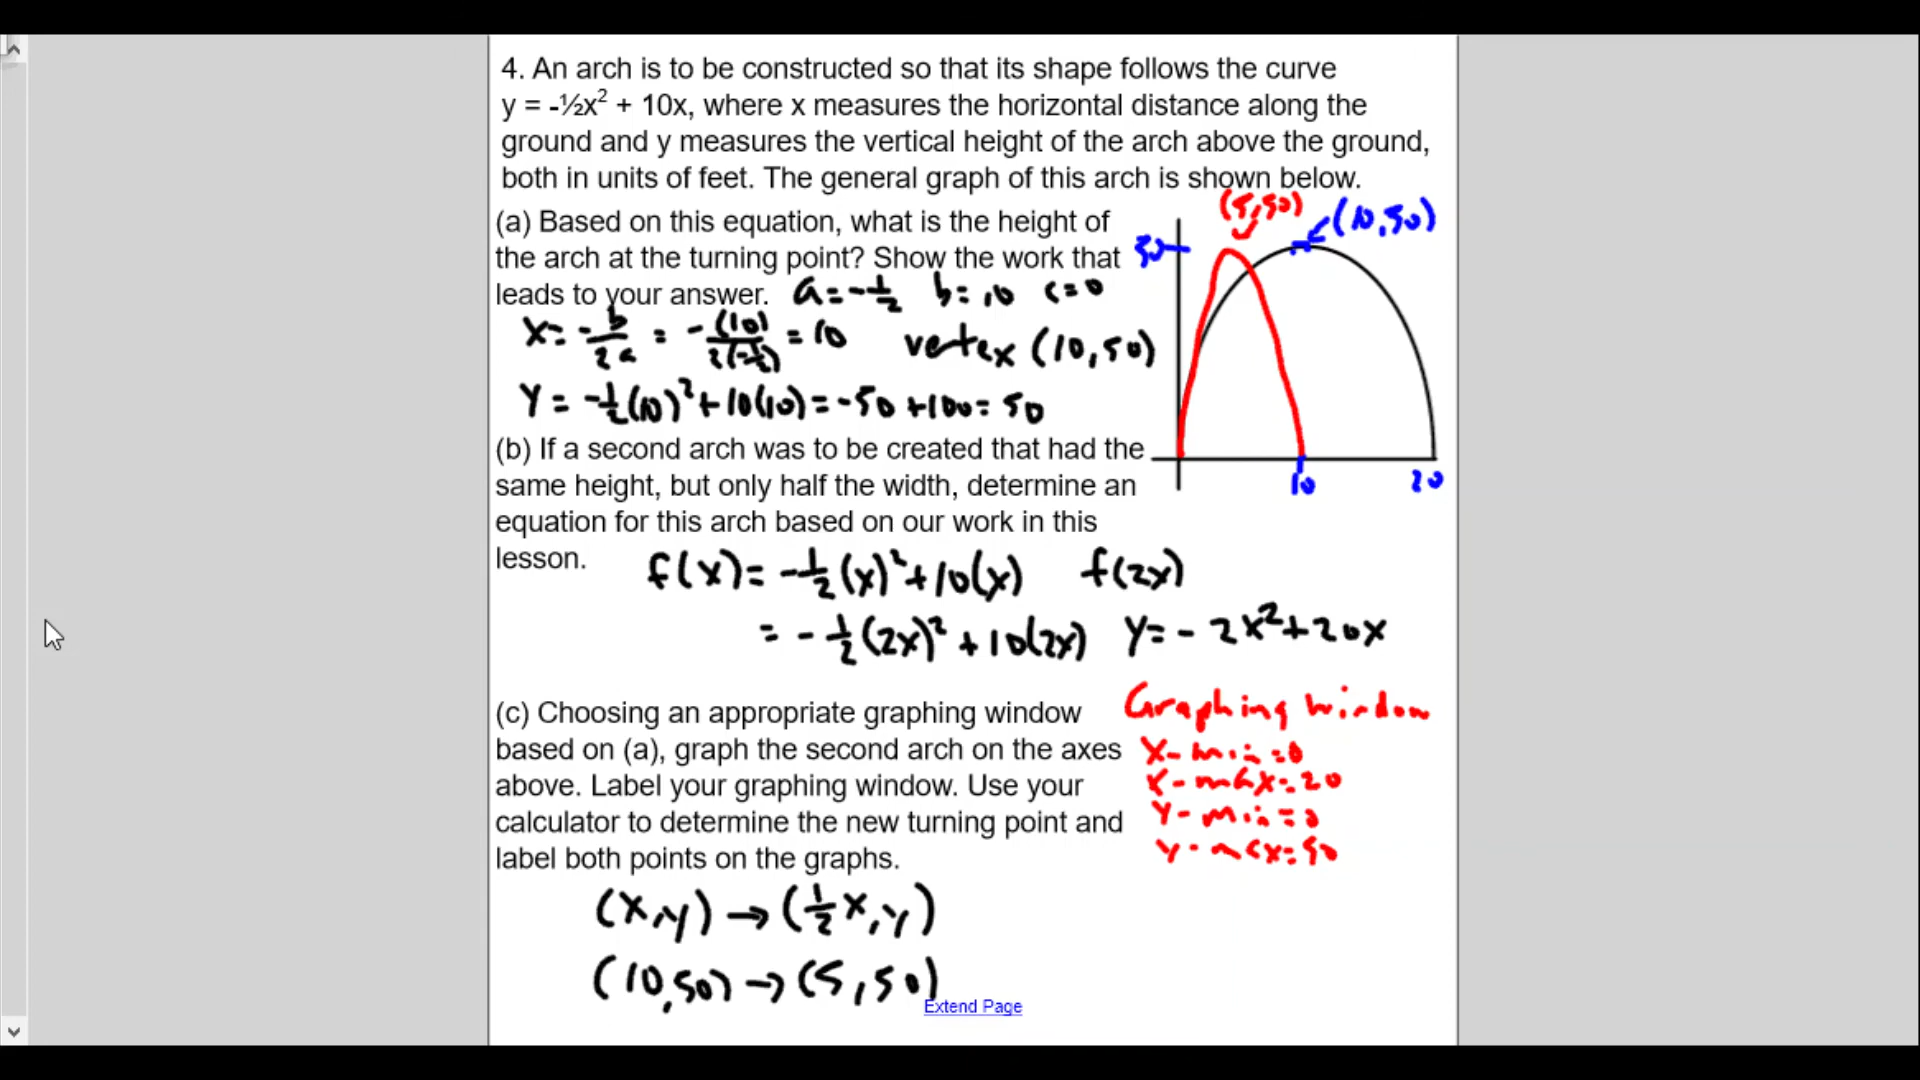 4. An arch is to be constructed so that its shape follows the curve
y = -½x² + 10x, where x measures the horizontal distance along the
ground and y measures the vertical height of the arch above the ground,
both in units of feet. The general graph of this arch is shown below.
(5,50)
(10,50)
(a) Based on this equation, what is the height of
the arch at the turning point? Show the work that
50
leads to your answer. a = -1/2 b = 10 c = 0
x = -b/2a = -(10)/2(-1/2) = 10 vertex (10,50)
y = -1/2(10)² + 10(10) = -50 + 100 = 50
(b) If a second arch was to be created that had the
same height, but only half the width, determine an
10 20
equation for this arch based on our work in this
lesson. f(x) = -1/2(x)² + 10(x) f(2x)
= -1/2(2x)² + 10(2x) y = -2x² + 20x
(c) Choosing an appropriate graphing window
Graphing window
based on (a), graph the second arch on the axes
x-min = 0
above. Label your graphing window. Use your
x-max = 20
calculator to determine the new turning point and
y-min = 0
label both points on the graphs.
y-max = 50
(x,y) → (1/2x,y)
(10,50) → (5,50)
Extend Page